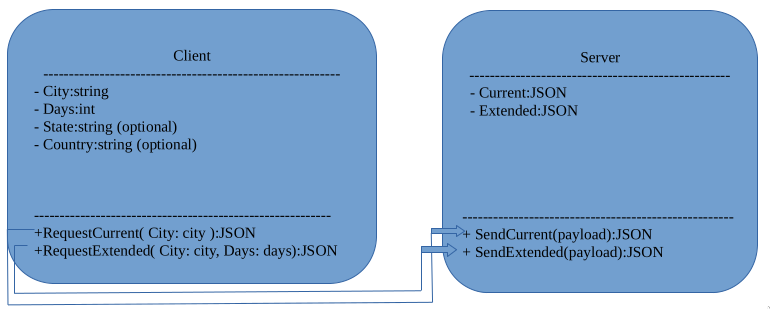 Client
- City:string
- Days:int
- State:string (optional)
- Country:string (optional)
+RequestCurrent( City: city ):JSON
+RequestExtended( City: city, Days: days):JSON
Server
- Current:JSON
- Extended:JSON
+ SendCurrent(payload):JSON
+ SendExtended(payload):JSON